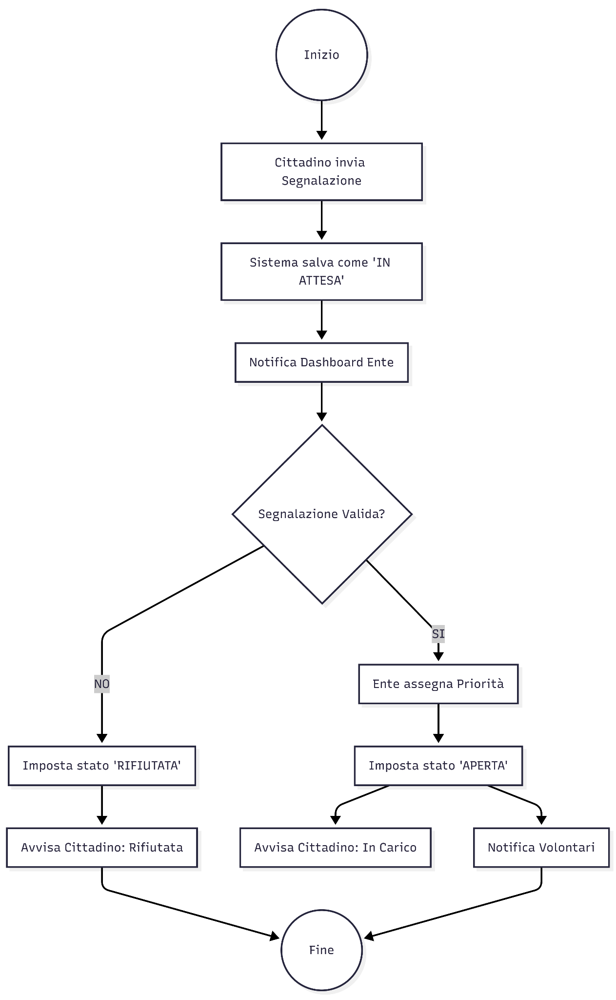 Inizio
Cittadino invia
Segnalazione
Sistema salva come 'IN
ATTESA'
Notifica Dashboard Ente
Segnalazione Valida?
SI
NO
Ente assegna Priorità
Imposta stato 'RIFIUTATA'
Imposta stato 'APERTA'
Avvisa Cittadino: Rifiutata
Avvisa Cittadino: In Carico
Notifica Volontari
Fine